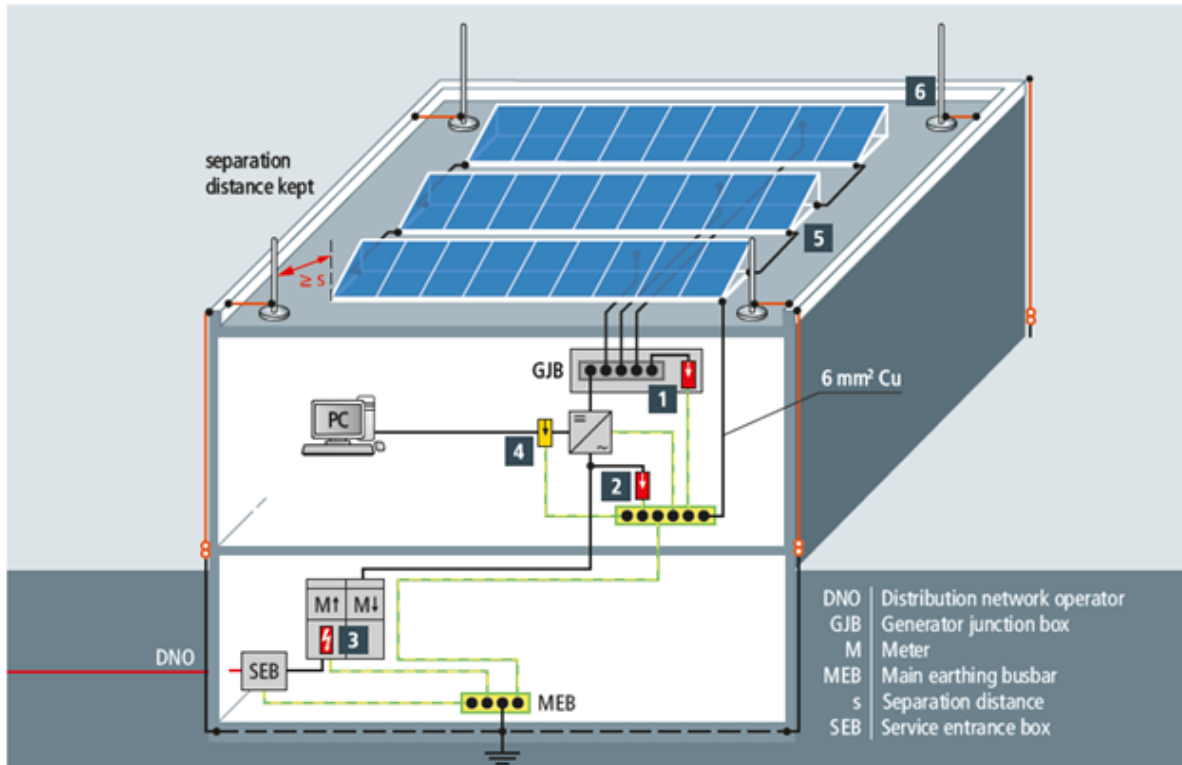 6
separation
distance kept
5
≥ s
GJB
1
6 mm² Cu
PC
4
2
M↑ M↓
3
DNO
SEB
MEB
DNO Distribution network operator
GJB Generator junction box
M Meter
MEB Main earthing busbar
s Separation distance
SEB Service entrance box